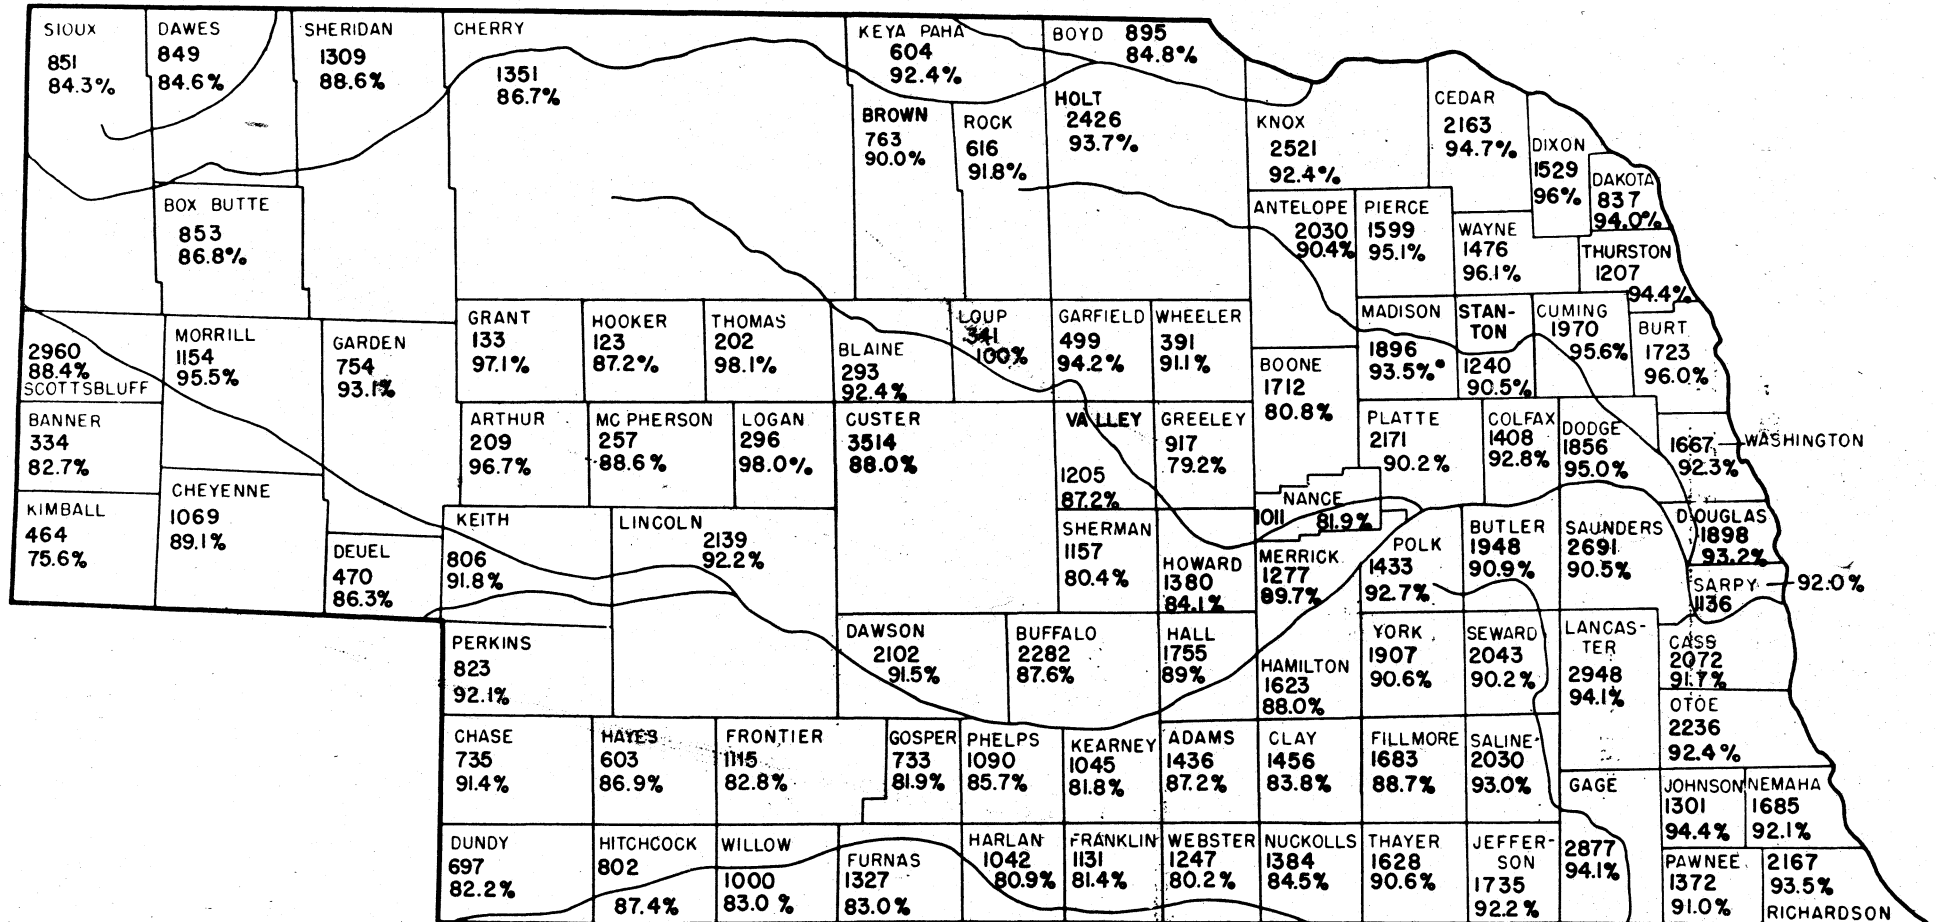 SIOUX
851
84.3%
DAWES
849
84.6%
SHERIDAN
1309
88.6%
CHERRY
1351
86.7%
KEYA PAHA
604
92.4%
BOYD 895
84.8%
BROWN
763
90.0%
ROCK
616
91.8%
HOLT
2426
93.7%
KNOX
2521
92.4%
CEDAR
2163
94.7%
DIXON
1529
96%
DAKOTA
837
94.0%
BOX BUTTE
853
86.8%
ANTELOPE
2030
90.4%
PIERCE
1599
95.1%
WAYNE
1476
96.1%
THURSTON
1207
94.4%
2960
88.4%
SCOTTSBLUFF
MORRILL
1154
95.5%
GARDEN
754
93.1%
GRANT
133
97.1%
HOOKER
123
87.2%
THOMAS
202
98.1%
BLAINE
293
92.4%
LOUP
341
100%
GARFIELD
499
94.2%
WHEELER
391
91.1%
BOONE
1712
80.8%
MADISON
1896
93.5%
STAN-
TON
1240
90.5%
CUMING
1970
95.6%
BURT
1723
96.0%
BANNER
334
82.7%
CHEYENNE
1069
89.1%
ARTHUR
209
96.7%
MC PHERSON
257
88.6%
LOGAN
296
98.0%
CUSTER
3514
88.0%
VALLEY
1205
87.2%
GREELEY
917
79.2%
PLATTE
2171
90.2%
COLFAX
1408
92.8%
DODGE
1856
95.0%
1667 WASHINGTON
92.3%
KIMBALL
464
75.6%
DEUEL
470
86.3%
KEITH
806
91.8%
LINCOLN
2139
92.2%
SHERMAN
1157
80.4%
HOWARD
1380
84.1%
NANCE
1011 81.9%
MERRICK
1277
89.7%
POLK
1433
92.7%
BUTLER
1948
90.9%
SAUNDERS
2691
90.5%
DOUGLAS
1898
93.2%
SARPY 92.0%
1136
PERKINS
823
92.1%
DAWSON
2102
91.5%
BUFFALO
2282
87.6%
HALL
1755
89%
HAMILTON
1623
88.0%
YORK
1907
90.6%
SEWARD
2043
90.2%
LANCAS-
TER
2948
94.1%
CASS
2072
91.7%
OTOE
2236
92.4%
CHASE
735
91.4%
HAYES
603
86.9%
FRONTIER
1115
82.8%
GOSPER
733
81.9%
PHELPS
1090
85.7%
KEARNEY
1045
81.8%
ADAMS
1436
87.2%
CLAY
1456
83.8%
FILLMORE
1683
88.7%
SALINE
2030
93.0%
GAGE
2877
94.1%
JOHNSON
1301
94.4%
NEMAHA
1685
92.1%
DUNDY
697
82.2%
HITCHCOCK
802
87.4%
WILLOW
1000
83.0%
FURNAS
1327
83.0%
HARLAN
1042
80.9%
FRANKLIN
1131
81.4%
WEBSTER
1247
80.2%
NUCKOLLS
1384
84.5%
THAYER
1628
90.6%
JEFFER-
SON
1735
92.2%
PAWNEE
1372
91.0%
2167
93.5%
RICHARDSON